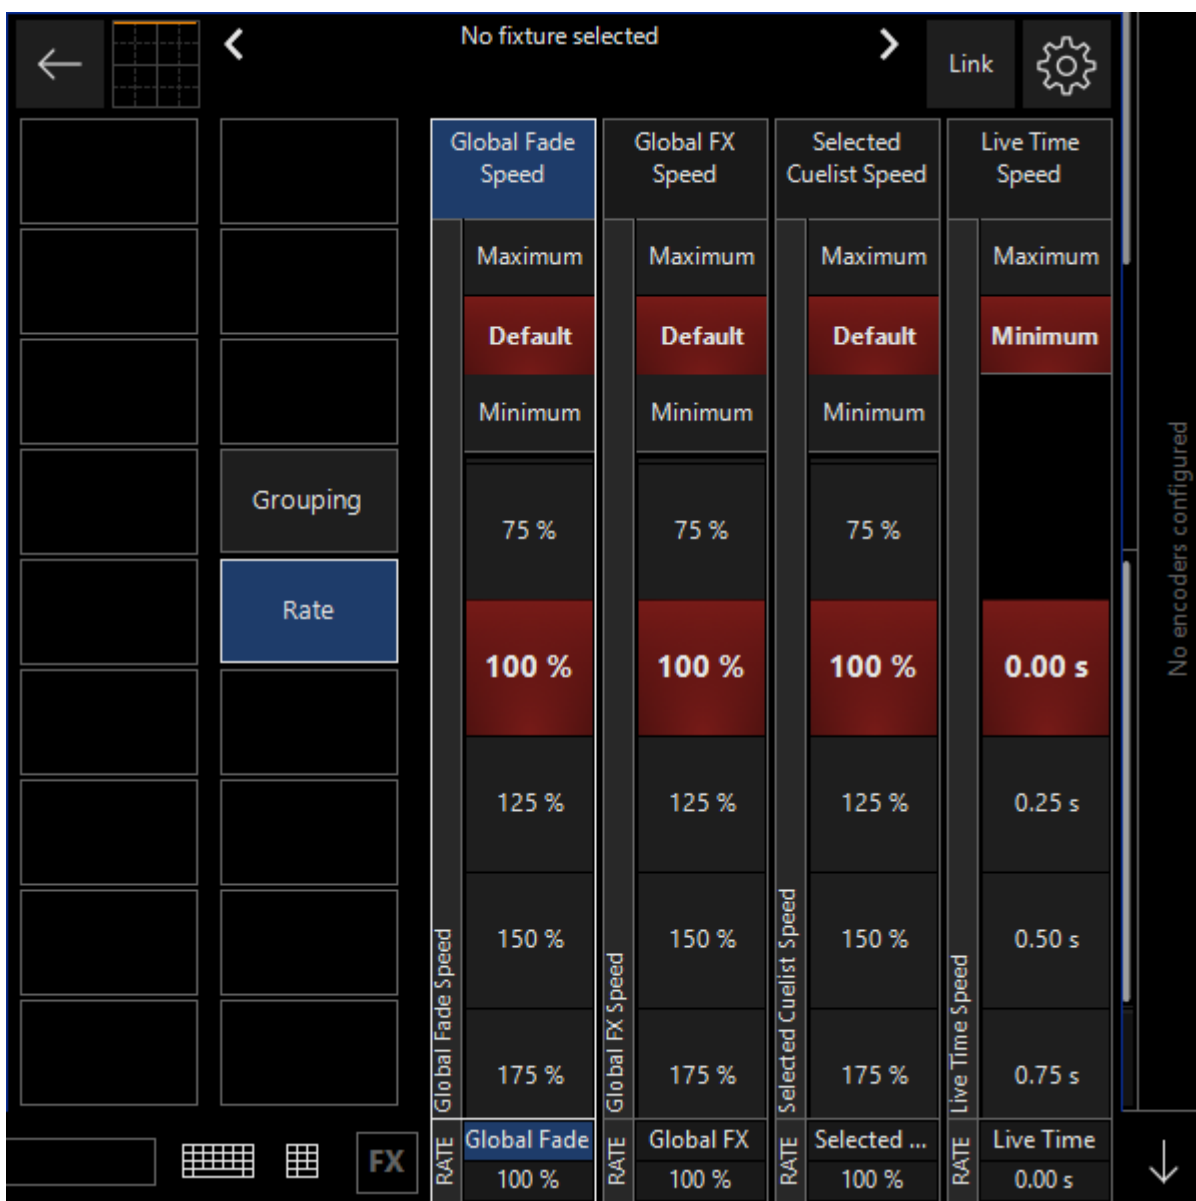 No fixture selected
Link
Global Fade
Speed
Global FX
Speed
Selected
Cuelist Speed
Live Time
Speed
Maximum
Maximum
Maximum
Maximum
Default
Default
Default
Minimum
Minimum
Minimum
Minimum
Grouping
75 %
75 %
75 %
Rate
100 %
100 %
100 %
0.00 s
125 %
125 %
125 %
0.25 s
150 %
150 %
150 %
0.50 s
175 %
175 %
175 %
0.75 s
Global Fade Speed
Global FX Speed
Selected Cuelist Speed
Live Time Speed
No encoders configured
FX
RATE
Global Fade
100 %
RATE
Global FX
100 %
RATE
Selected ...
100 %
RATE
Live Time
0.00 s